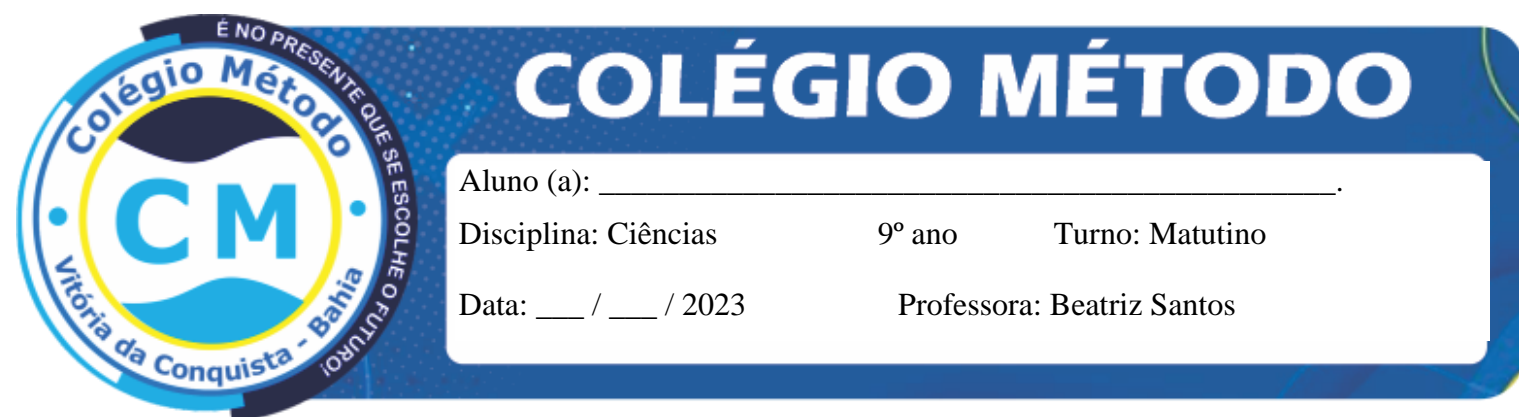 É NO PRESENTE QUE SE ESCOLHE O FUTURO!
Colégio Método
CM
Vitória da Conquista - Bahia
COLÉGIO MÉTODO
Aluno (a): ______________________________________________.
Disciplina: Ciências 9º ano Turno: Matutino
Data: ___ / ___ / 2023 Professora: Beatriz Santos